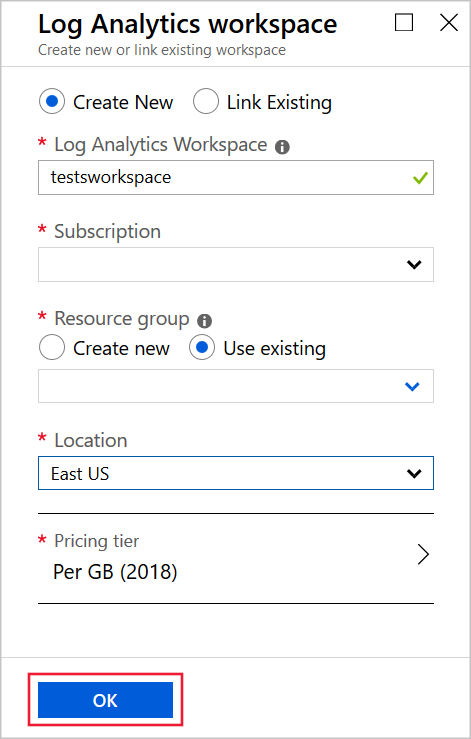 Log Analytics workspace
Create new or link existing workspace
Create New Link Existing
* Log Analytics Workspace
testsworkspace
* Subscription
* Resource group
Create new Use existing
* Location
East US
* Pricing tier
Per GB (2018)
OK